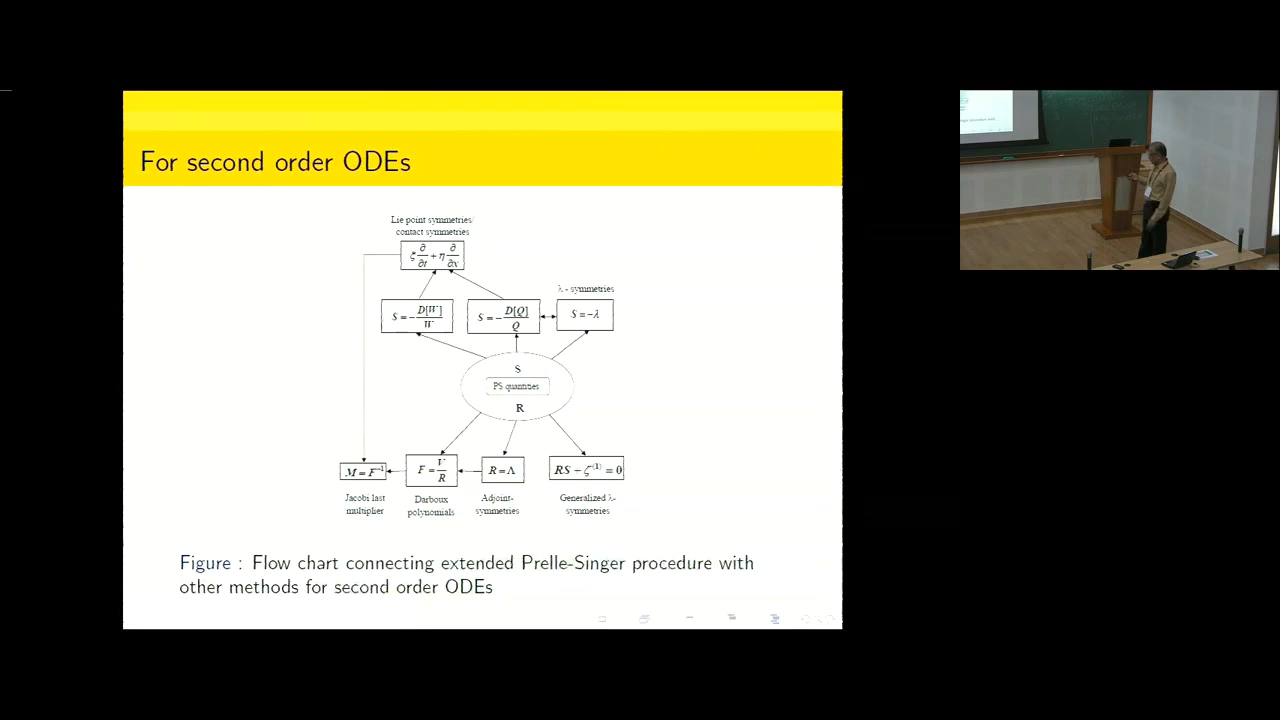 For second order ODEs
Lie point symmetries/
contact symmetries
ζ ∂/∂t + η ∂/∂x
λ - symmetries
S = - D[W]/W
S = - D[Q]/Q
S = -λ
S
PS quantities
R
M = F⁻¹
F = V/R
R = Λ
RS + ζ⁽¹⁾ = 0
Jacobi last
multiplier
Darboux
polynomials
Adjoint-
symmetries
Generalized λ-
symmetries
Figure : Flow chart connecting extended Prelle-Singer procedure with
other methods for second order ODEs